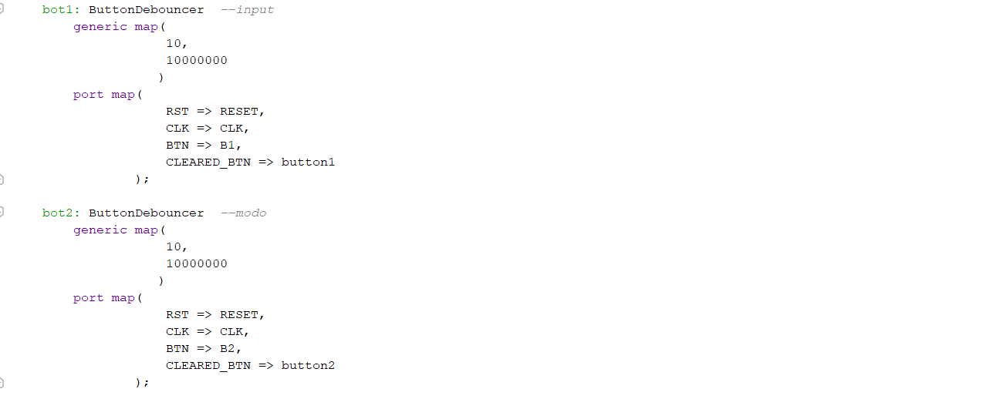 bot1: ButtonDebouncer  --input
generic map(
10,
10000000
)
port map(
RST => RESET,
CLK => CLK,
BTN => B1,
CLEARED_BTN => button1
);
bot2: ButtonDebouncer  --modo
generic map(
10,
10000000
)
port map(
RST => RESET,
CLK => CLK,
BTN => B2,
CLEARED_BTN => button2
);